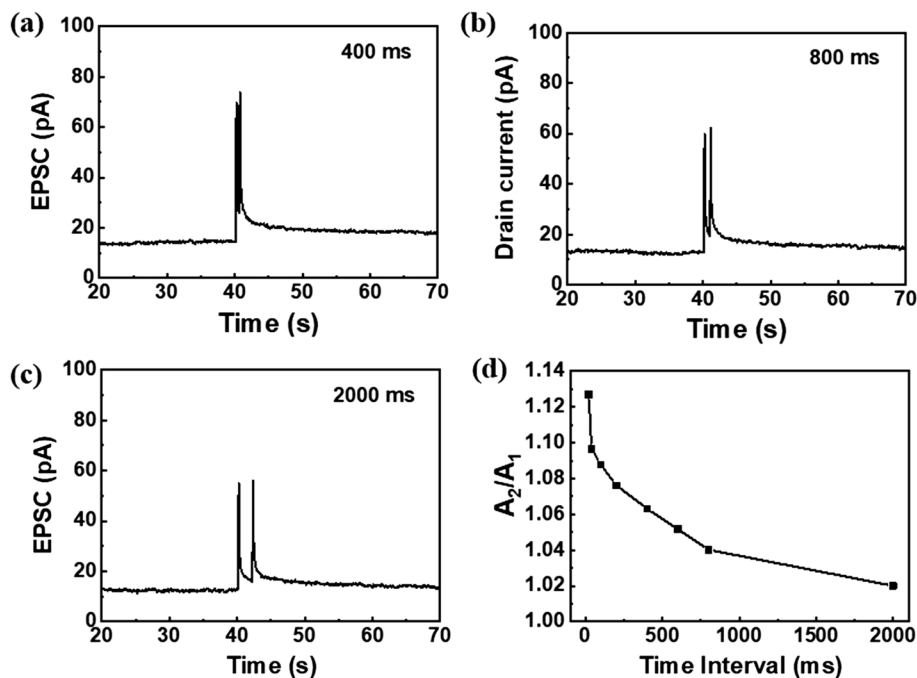 (a)
400 ms
EPSC (pA)
100
80
60
40
20
0
20 30 40 50 60 70
Time (s)
(b)
800 ms
Drain current (pA)
100
80
60
40
20
0
20 30 40 50 60 70
Time (s)
(c)
2000 ms
EPSC (pA)
100
80
60
40
20
0
20 30 40 50 60 70
Time (s)
(d)
A₂/A₁
1.14
1.12
1.10
1.08
1.06
1.04
1.02
1.00
0 500 1000 1500 2000
Time Interval (ms)